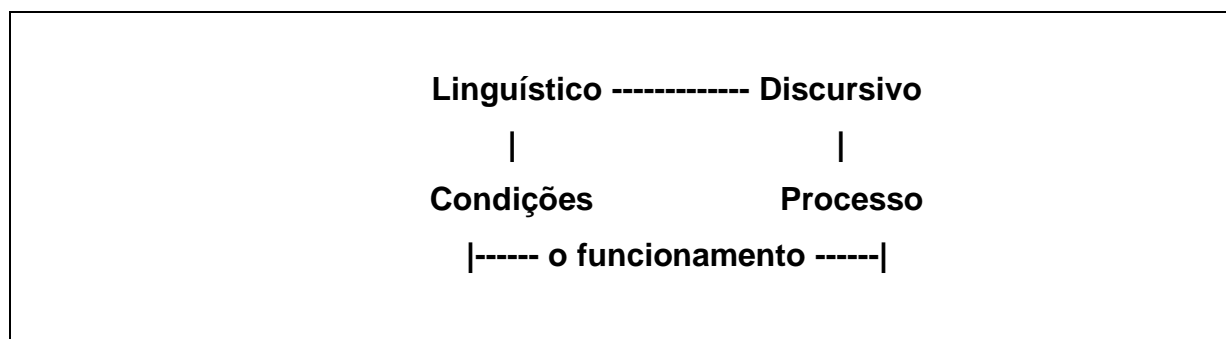 Linguístico ------------- Discursivo
| |
Condições Processo
|------ o funcionamento ------|